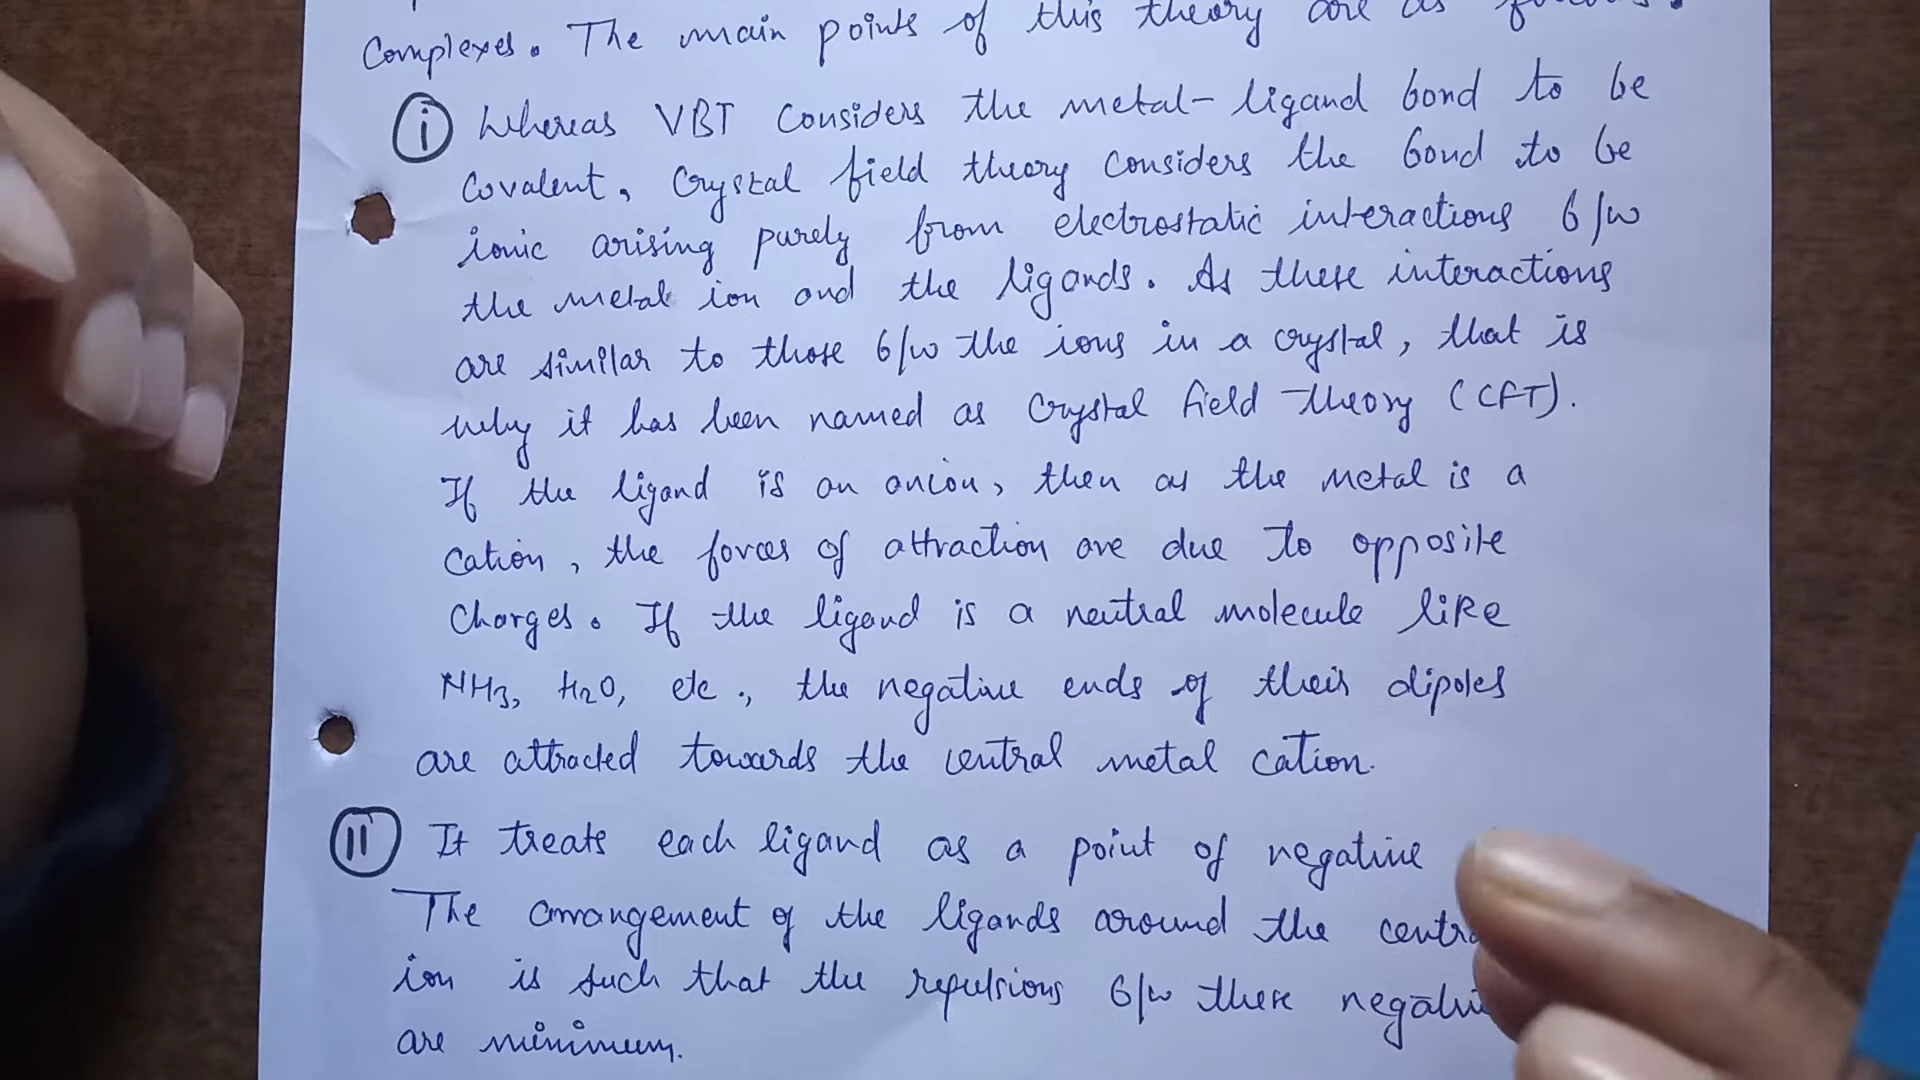 Complexes. The main points of this theory are as follows.
(i) Whereas VBT Considers the metal-ligand bond to be
Covalent, Crystal field theory Considers the bond to be
ionic arising purely from electrostatic interactions b/w
the metal ion and the ligands. As these interactions
are similar to those b/w the ions in a crystal, that is
why it has been named as Crystal field theory (CFT).
If the ligand is an anion, then as the metal is a
Cation, the forces of attraction are due to opposite
Charges. If the ligand is a neutral molecule like
NH3, H2O, etc., the negative ends of their dipoles
are attracted towards the central metal cation.
(II) It treats each ligand as a point of negative
The arrangement of the ligands around the centra
ion is such that the repulsions b/w these negativ
are minimum.